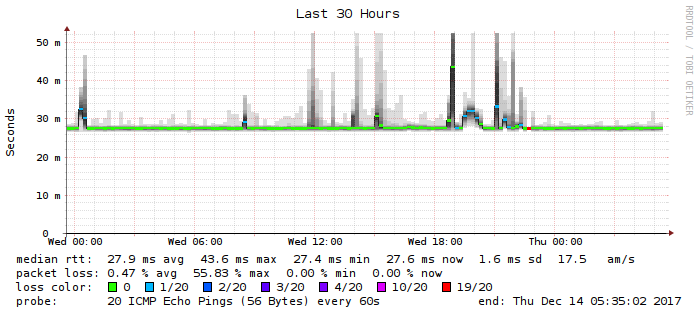 Last 30 Hours
RRDTOOL / TOBI OETIKER
Seconds
50 m
40 m
30 m
20 m
10 m
0
Wed 00:00 Wed 06:00 Wed 12:00 Wed 18:00 Thu 00:00
median rtt: 27.9 ms avg 43.6 ms max 27.4 ms min 27.6 ms now 1.6 ms sd 17.5 am/s
packet loss: 0.47 % avg 55.83 % max 0.00 % min 0.00 % now
loss color: 0 1/20 2/20 3/20 4/20 10/20 19/20
probe: 20 ICMP Echo Pings (56 Bytes) every 60s end: Thu Dec 14 05:35:02 2017